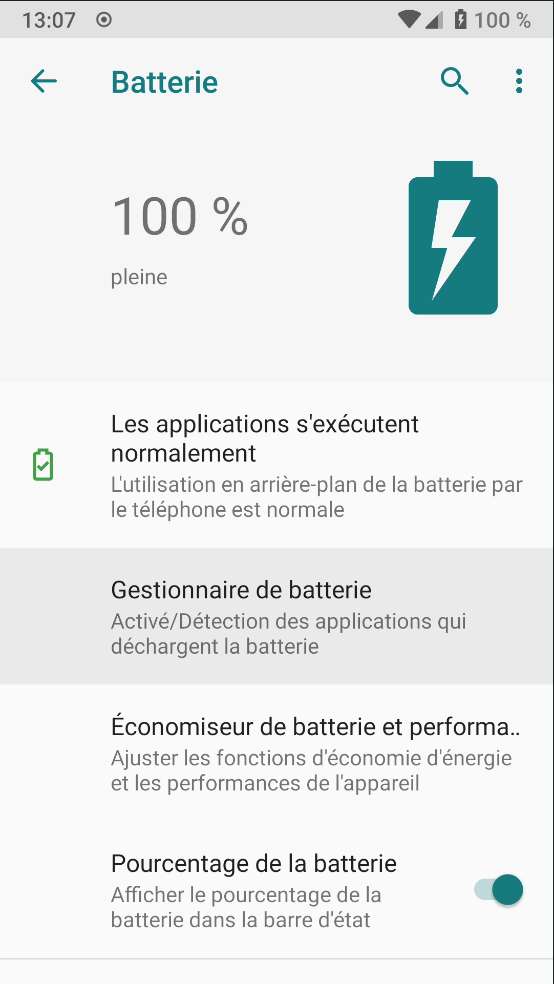 13:07
100 %
Batterie
100 %
pleine
Les applications s'exécutent
normalement
L'utilisation en arrière-plan de la batterie par
le téléphone est normale
Gestionnaire de batterie
Activé/Détection des applications qui
déchargent la batterie
Économiseur de batterie et performa..
Ajuster les fonctions d'économie d'énergie
et les performances de l'appareil
Pourcentage de la batterie
Afficher le pourcentage de la
batterie dans la barre d'état